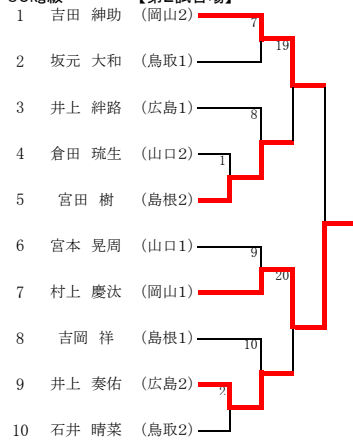 1 吉田 紳助 (岡山2)
7
19
2 坂元 大和 (鳥取1)
3 井上 絆路 (広島1)
8
4 倉田 琉生 (山口2)
1
5 宮田 樹 (島根2)
6 宮本 晃周 (山口1)
9
20
7 村上 慶汰 (岡山1)
8 吉岡 祥 (島根1)
10
9 井上 奏佑 (広島2)
2
10 石井 晴菜 (鳥取2)